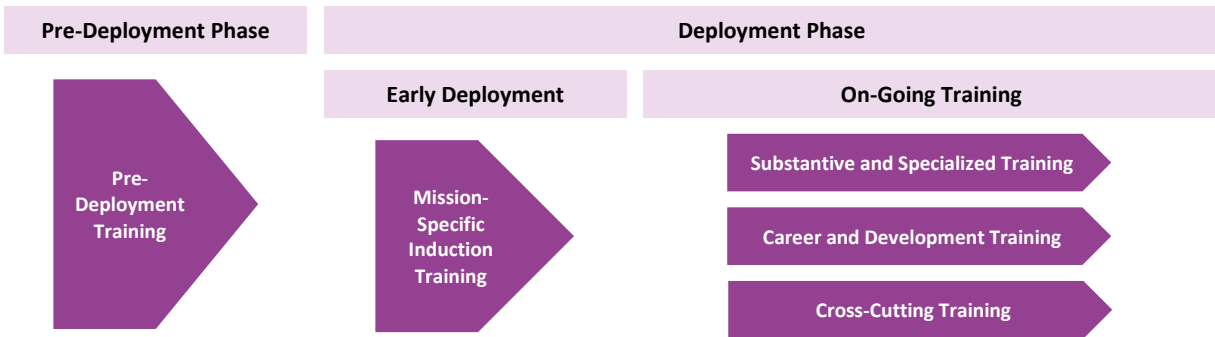 Pre-Deployment Phase
Deployment Phase
Early Deployment
On-Going Training
Pre-
Deployment
Training
Mission-
Specific
Induction
Training
Substantive and Specialized Training
Career and Development Training
Cross-Cutting Training